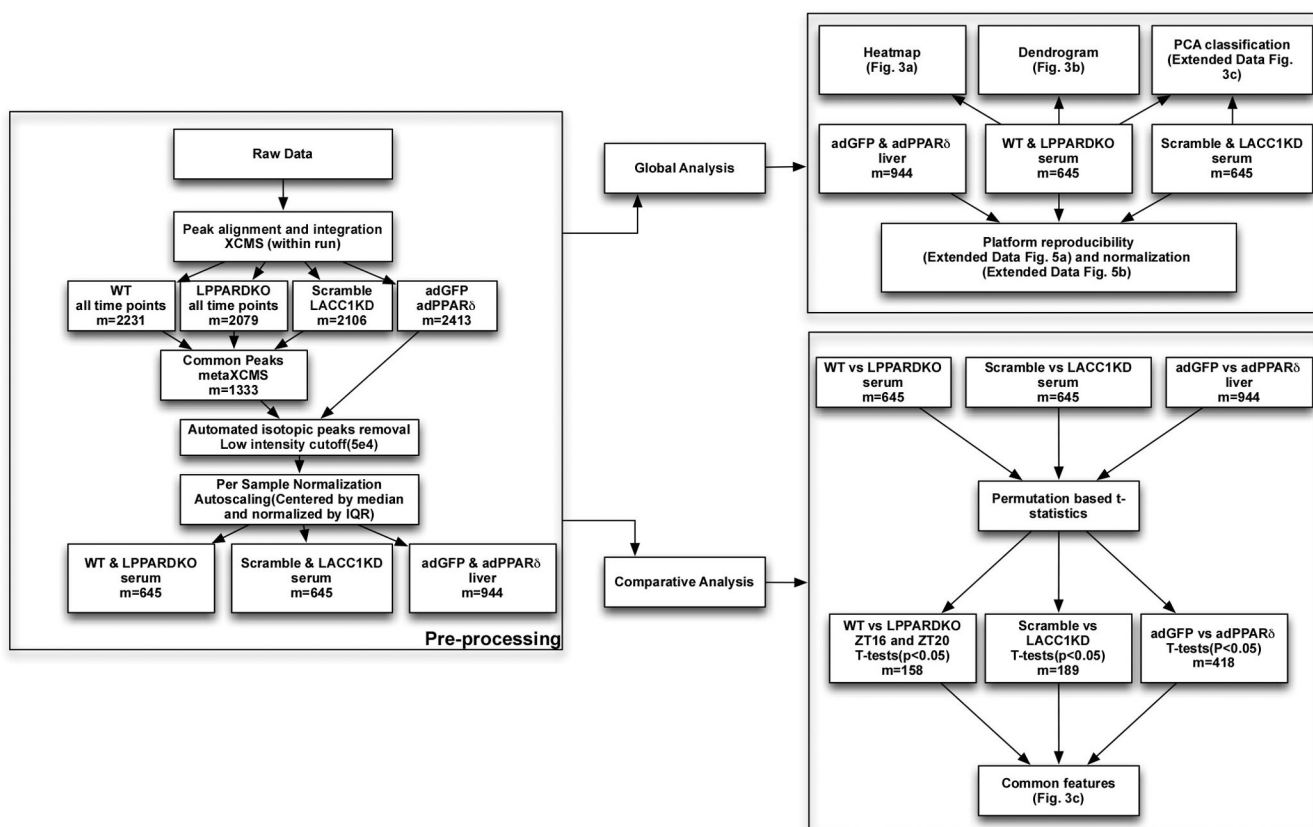 Raw Data
Peak alignment and integration
XCMS (within run)
WT
all time points
m=2231
LPPARDKO
all time points
m=2079
Scramble
LACC1KD
m=2106
adGFP
adPPARδ
m=2413
Common Peaks
metaXCMS
m=1333
Automated isotopic peaks removal
Low intensity cutoff(5e4)
Per Sample Normalization
Autoscaling(Centered by median
and normalized by IQR)
WT & LPPARDKO
serum
m=645
Scramble & LACC1KD
serum
m=645
adGFP & adPPARδ
liver
m=944
Pre-processing
Global Analysis
Comparative Analysis
Heatmap
(Fig. 3a)
Dendrogram
(Fig. 3b)
PCA classification
(Extended Data Fig.
3c)
adGFP & adPPARδ
liver
m=944
WT & LPPARDKO
serum
m=645
Scramble & LACC1KD
serum
m=645
Platform reproducibility
(Extended Data Fig. 5a) and normalization
(Extended Data Fig. 5b)
WT vs LPPARDKO
serum
m=645
Scramble vs LACC1KD
serum
m=645
adGFP vs adPPARδ
liver
m=944
Permutation based t-
statistics
WT vs LPPARDKO
ZT16 and ZT20
T-tests(p<0.05)
m=158
Scramble vs
LACC1KD
T-tests(p<0.05)
m=189
adGFP vs adPPARδ
T-tests(P<0.05)
m=418
Common features
(Fig. 3c)